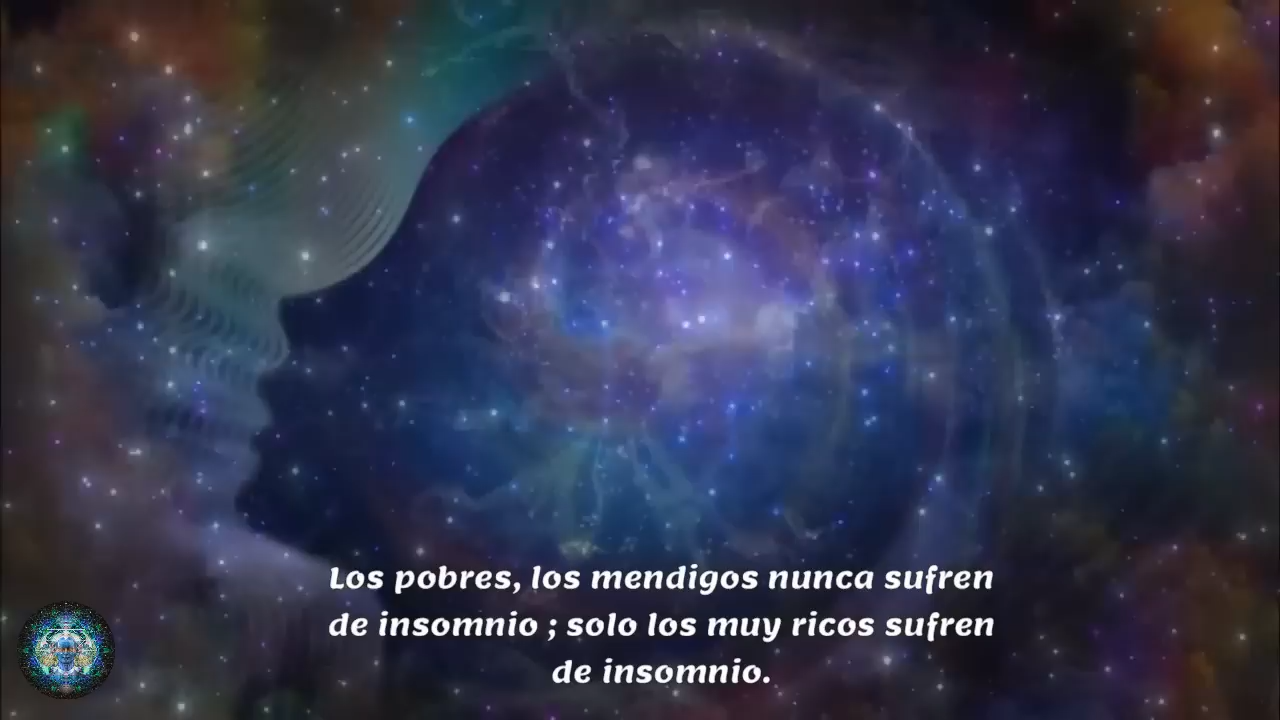 Los pobres, los mendigos nunca sufren
de insomnio ; solo los muy ricos sufren
de insomnio.